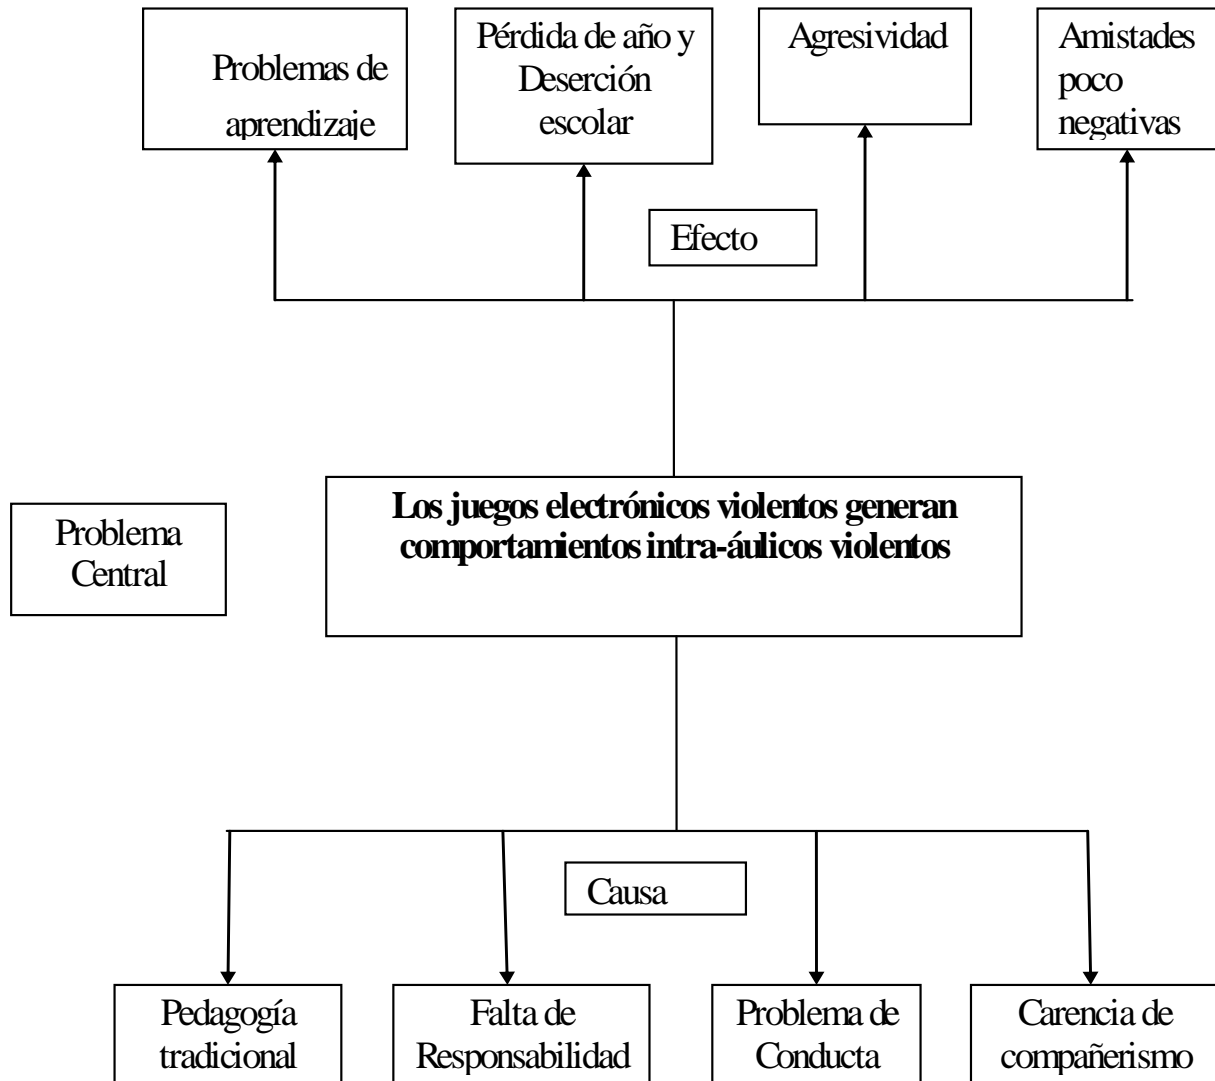 Problemas de
aprendizaje
Pérdida de año y
Deserción
escolar
Agresividad
Amistades
poco
negativas
Efecto
Problema
Central
Los juegos electrónicos violentos generan
comportamientos intra-áulicos violentos
Causa
Pedagogía
tradicional
Falta de
Responsabilidad
Problema de
Conducta
Carencia de
compañerismo